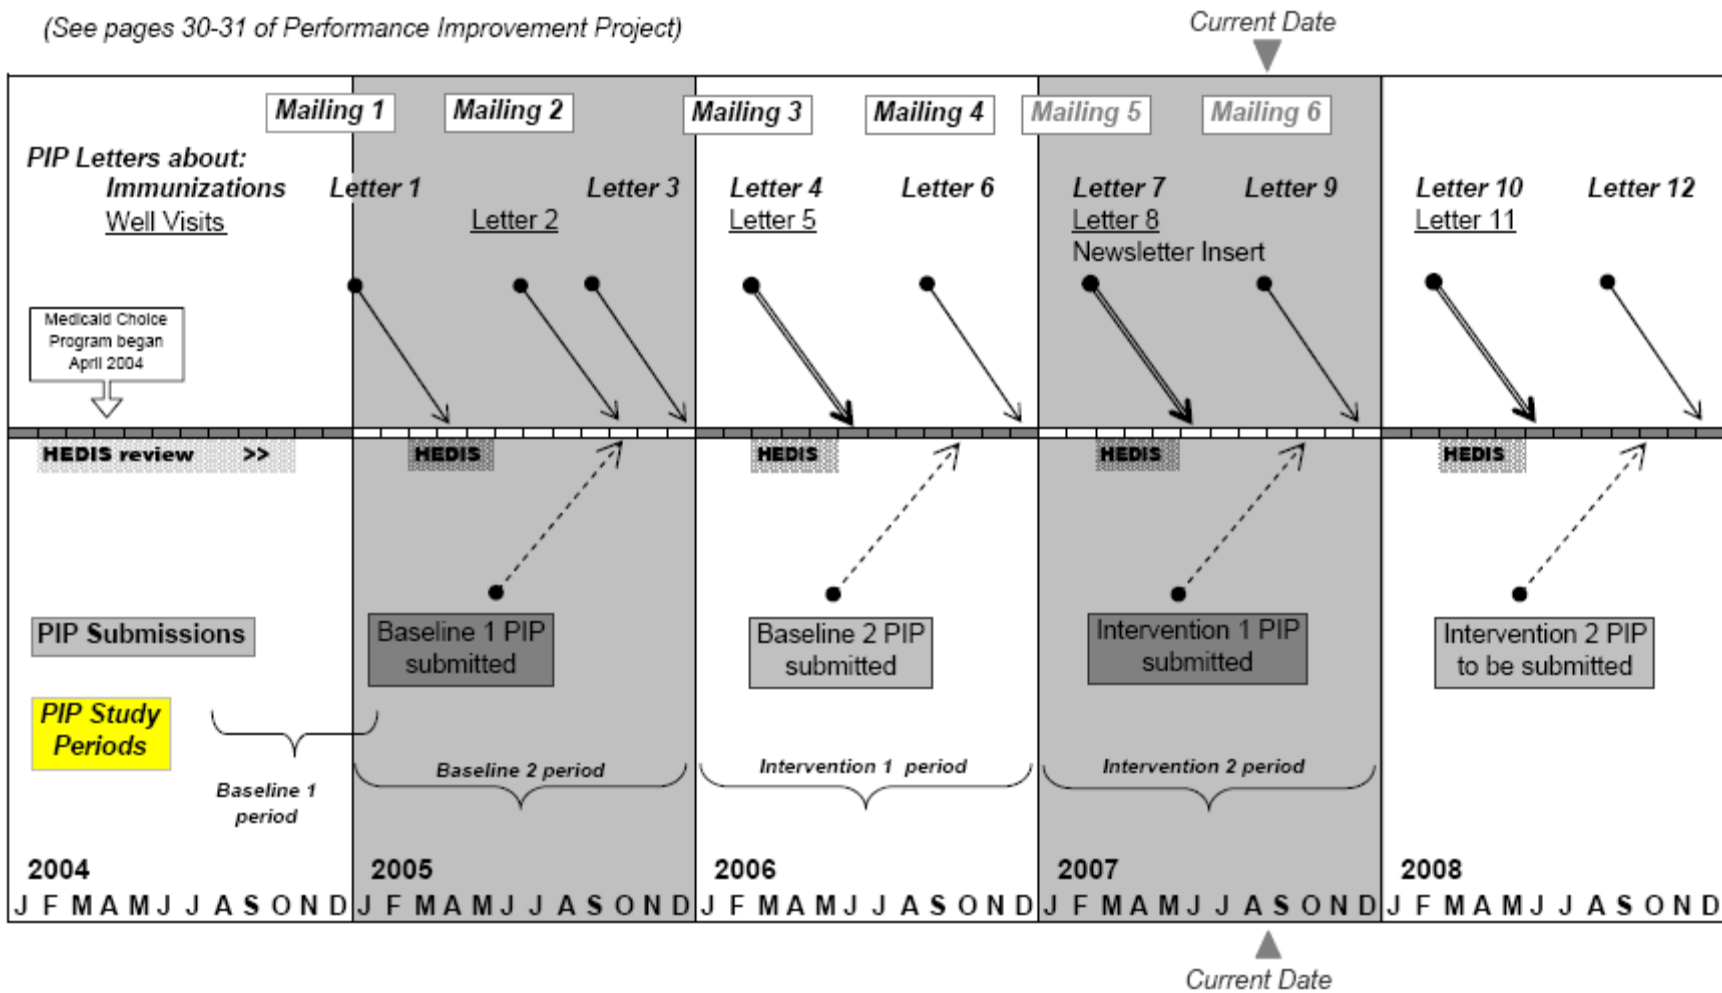 (See pages 30-31 of Performance Improvement Project)
Current Date
Mailing 1 Mailing 2 Mailing 3 Mailing 4 Mailing 5 Mailing 6
PIP Letters about:
Immunizations Letter 1 Letter 3 Letter 4 Letter 6 Letter 7 Letter 9 Letter 10 Letter 12
Well Visits Letter 2 Letter 5 Letter 8 Letter 11
Newsletter Insert
Medicaid Choice
Program began
April 2004
HEDIS review >> HEDIS HEDIS HEDIS HEDIS
PIP Submissions
Baseline 1 PIP
submitted
Baseline 2 PIP
submitted
Intervention 1 PIP
submitted
Intervention 2 PIP
to be submitted
PIP Study
Periods
Baseline 1
period
Baseline 2 period
Intervention 1 period
Intervention 2 period
2004 2005 2006 2007 2008
J F M A M J J A S O N D J F M A M J J A S O N D J F M A M J J A S O N D J F M A M J J A S O N D J F M A M J J A S O N D
Current Date